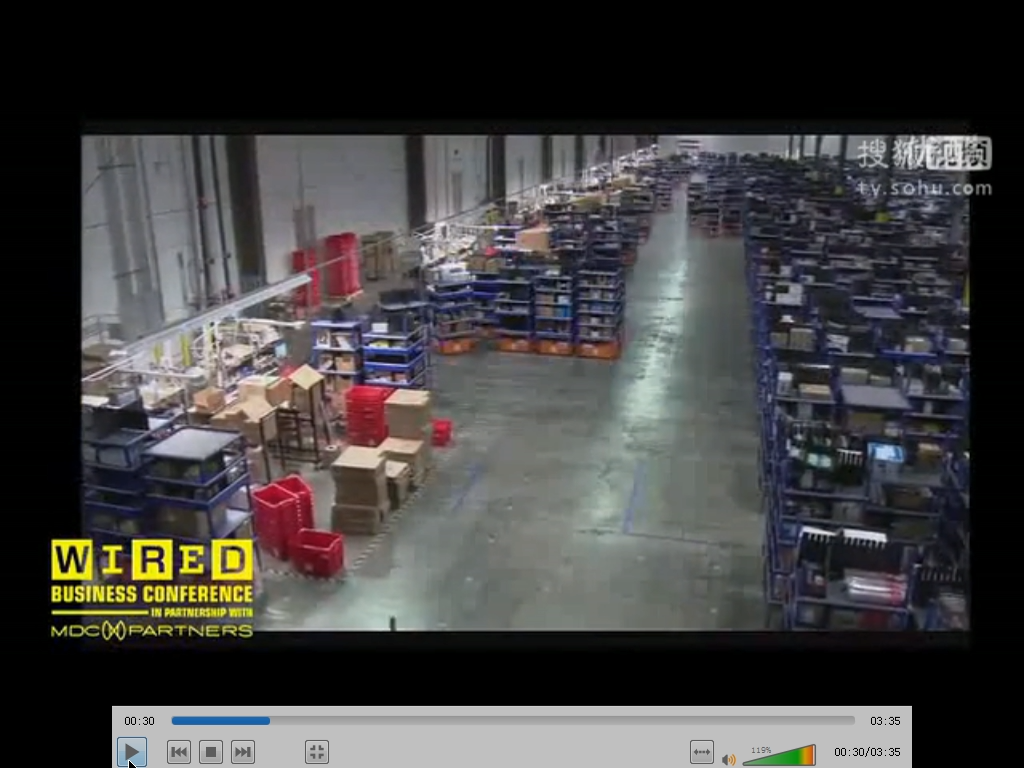 搜狐视频
tv.sohu.com
WIRED
BUSINESS CONFERENCE
IN PARTNERSHIP WITH
MDC PARTNERS
00:30
03:35
119%
00:30/03:35